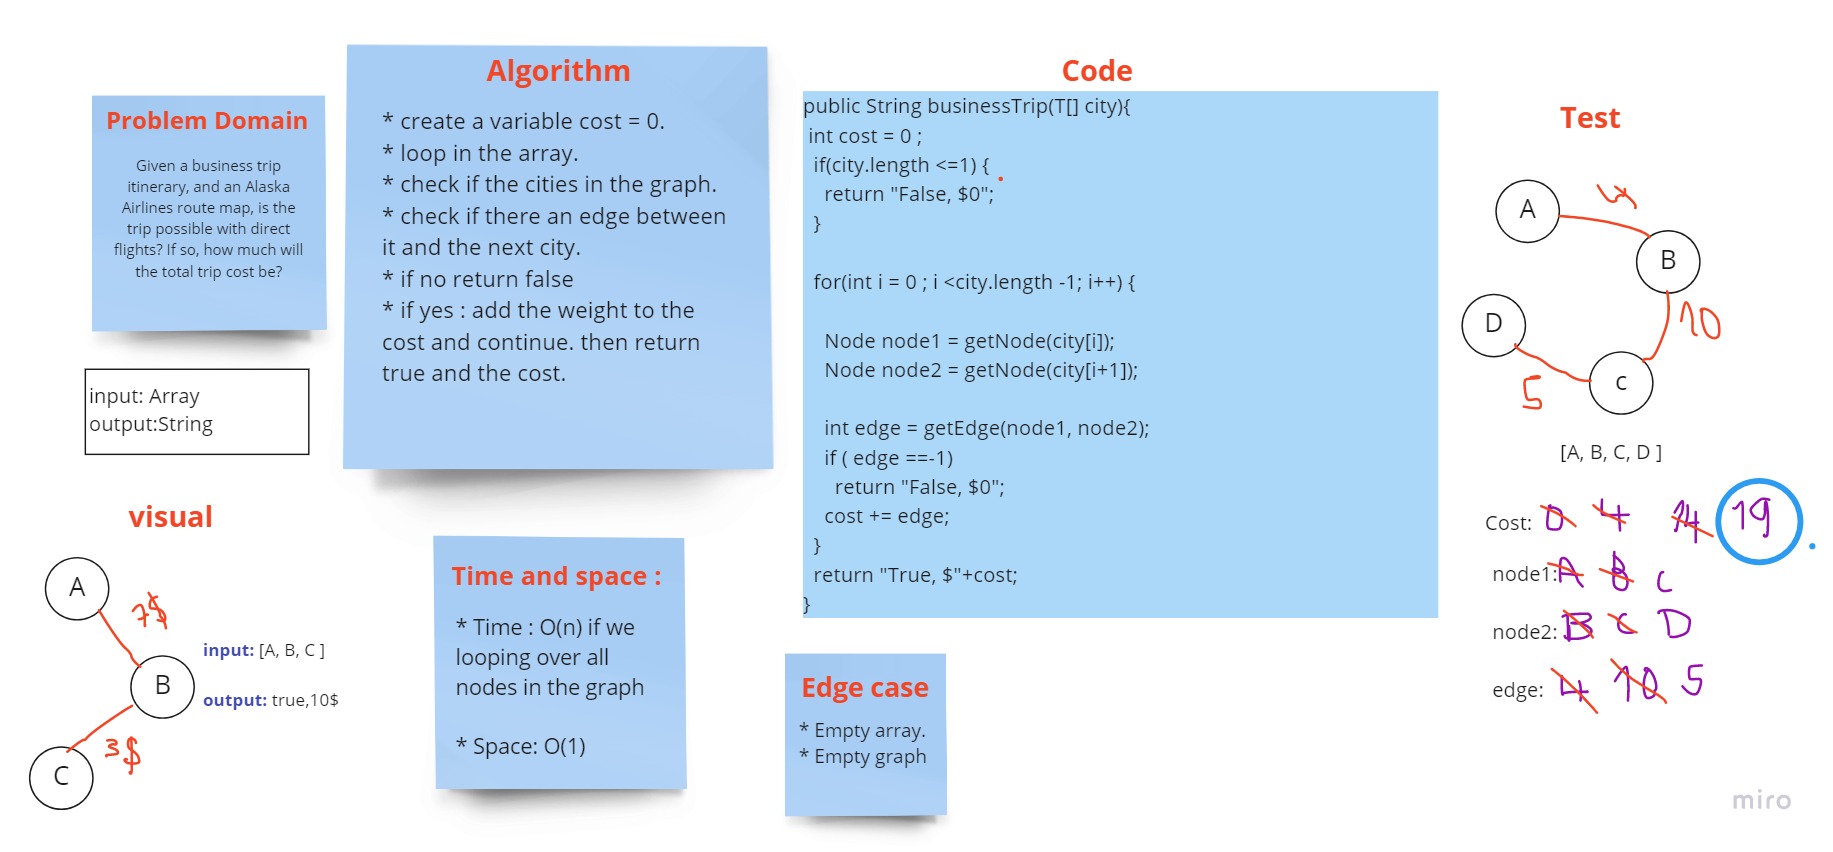 Problem Domain
Given a business trip
itinerary, and an Alaska
Airlines route map, is the
trip possible with direct
flights? If so, how much will
the total trip cost be?
input: Array
output:String
visual
A
7$
B
3$
C
input: [A, B, C ]
output: true,10$
Algorithm
* create a variable cost = 0.
* loop in the array.
* check if the cities in the graph.
* check if there an edge between
it and the next city.
* if no return false
* if yes : add the weight to the
cost and continue. then return
true and the cost.
Time and space :
* Time : O(n) if we
looping over all
nodes in the graph
* Space: O(1)
Code
public String businessTrip(T[] city){
int cost = 0 ;
if(city.length <=1) {
return "False, $0";
}
for(int i = 0 ; i <city.length -1; i++) {
Node node1 = getNode(city[i]);
Node node2 = getNode(city[i+1]);
int edge = getEdge(node1, node2);
if ( edge ==-1)
return "False, $0";
cost += edge;
}
return "True, $"+cost;
}
Edge case
* Empty array.
* Empty graph
Test
A
4
B
10
D
5
c
[A, B, C, D ]
Cost: 0 4 14 19
node1: A B C
node2: B C D
edge: 4 10 5
miro